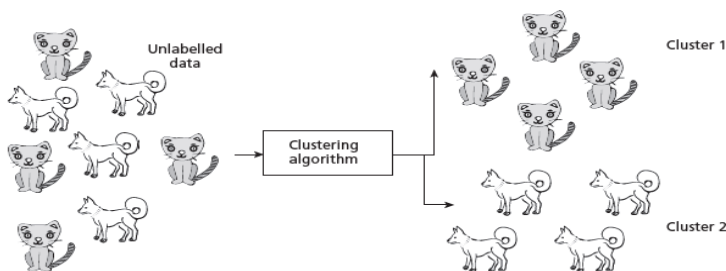 Unlabelled
data
Clustering
algorithm
Cluster 1
Cluster 2